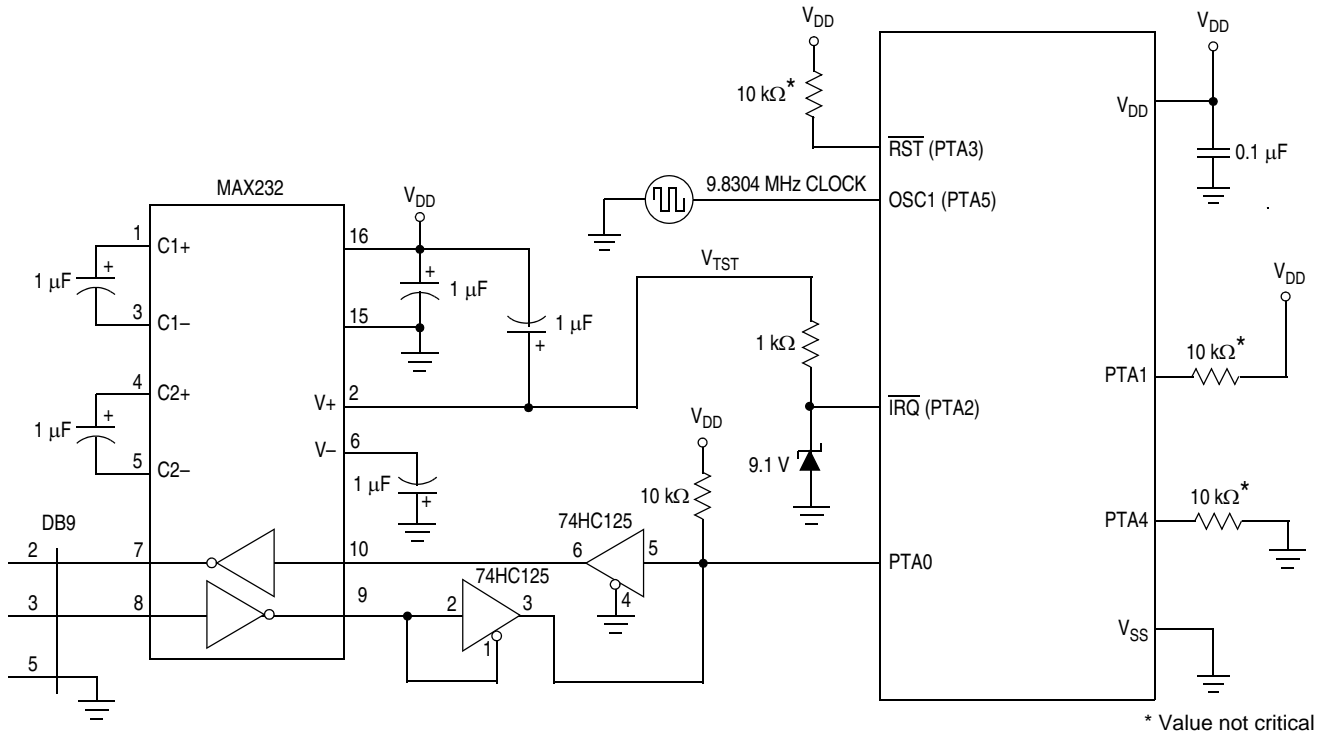 V_DD
10 kΩ*
RST (PTA3)
9.8304 MHz CLOCK
OSC1 (PTA5)
V_DD
V_DD
0.1 μF
MAX232
V_DD
1
C1+
16
1 μF
+
+
1 μF
3
C1–
15
1 μF
+
4
C2+
V+
2
1 μF
+
5
C2–
V–
6
1 μF
+
V_TST
1 kΩ
IRQ (PTA2)
9.1 V
V_DD
PTA1
10 kΩ*
V_DD
10 kΩ
PTA4
10 kΩ*
DB9
74HC125
2
7
10
6
5
4
PTA0
74HC125
3
8
9
2
3
1
5
V_SS
* Value not critical